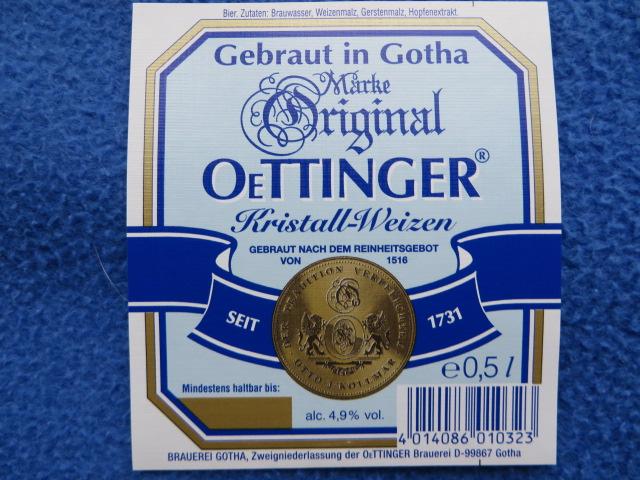 Bier. Zutaten: Brauwasser, Weizenmalz, Gerstenmalz, Hopfenextrakt.
Gebraut in Gotha
Marke
Original
OeTTINGER®
Kristall-Weizen
GEBRAUT NACH DEM REINHEITSGEBOT
VON 1516
DER TRADITION VERPFLICHTET
OTTO J. KOLLMAR
SEIT 1731
e 0,5 l
Mindestens haltbar bis:
alc. 4,9% vol.
4 014086 010323
BRAUEREI GOTHA, Zweigniederlassung der OeTTINGER Brauerei D-99867 Gotha